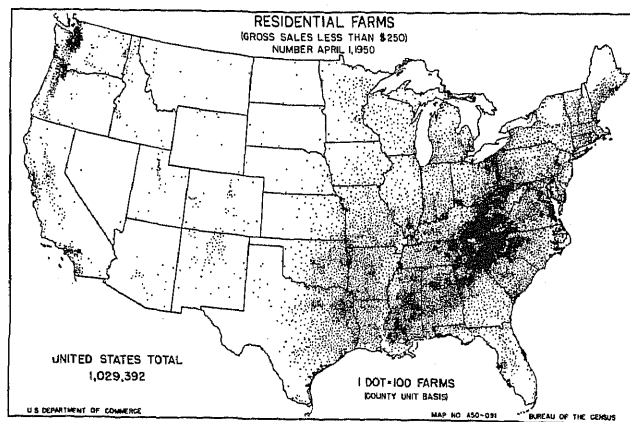 RESIDENTIAL FARMS
(GROSS SALES LESS THAN $250)
NUMBER APRIL 1, 1950
UNITED STATES TOTAL
1,029,392
1 DOT=100 FARMS
(COUNTY UNIT BASIS)
U S DEPARTMENT OF COMMERCE
MAP NO A50-091
BUREAU OF THE CENSUS